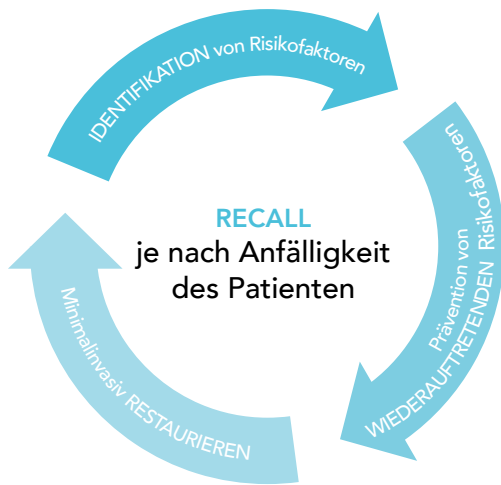 IDENTIFIKATION von Risikofaktoren
Prävention von
WIEDERAUFTRETENDEN Risikofaktoren
Minimalinvasiv RESTAURIEREN
RECALL
je nach Anfälligkeit
des Patienten